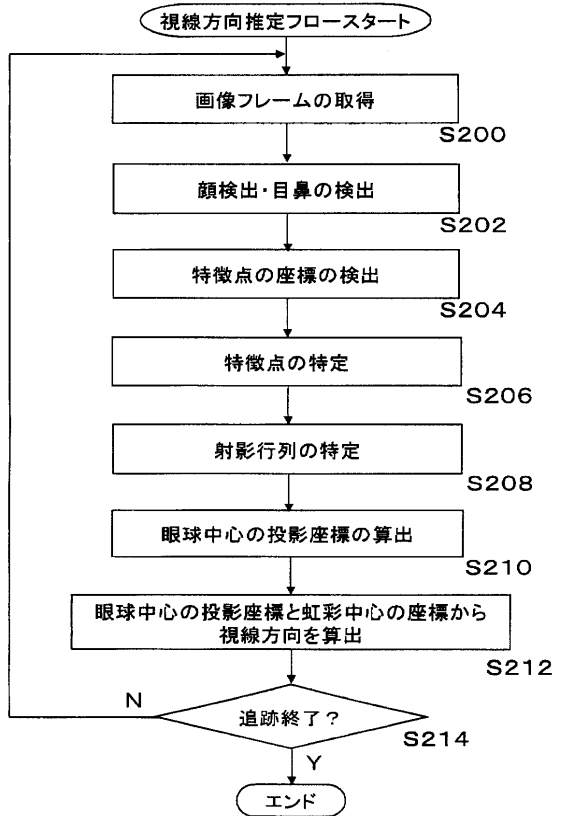 視線方向推定フロースタート
画像フレームの取得
S200
顔検出・目鼻の検出
S202
特徴点の座標の検出
S204
特徴点の特定
S206
射影行列の特定
S208
眼球中心の投影座標の算出
S210
眼球中心の投影座標と虹彩中心の座標から
視線方向を算出
S212
N
追跡終了?
S214
Y
エンド